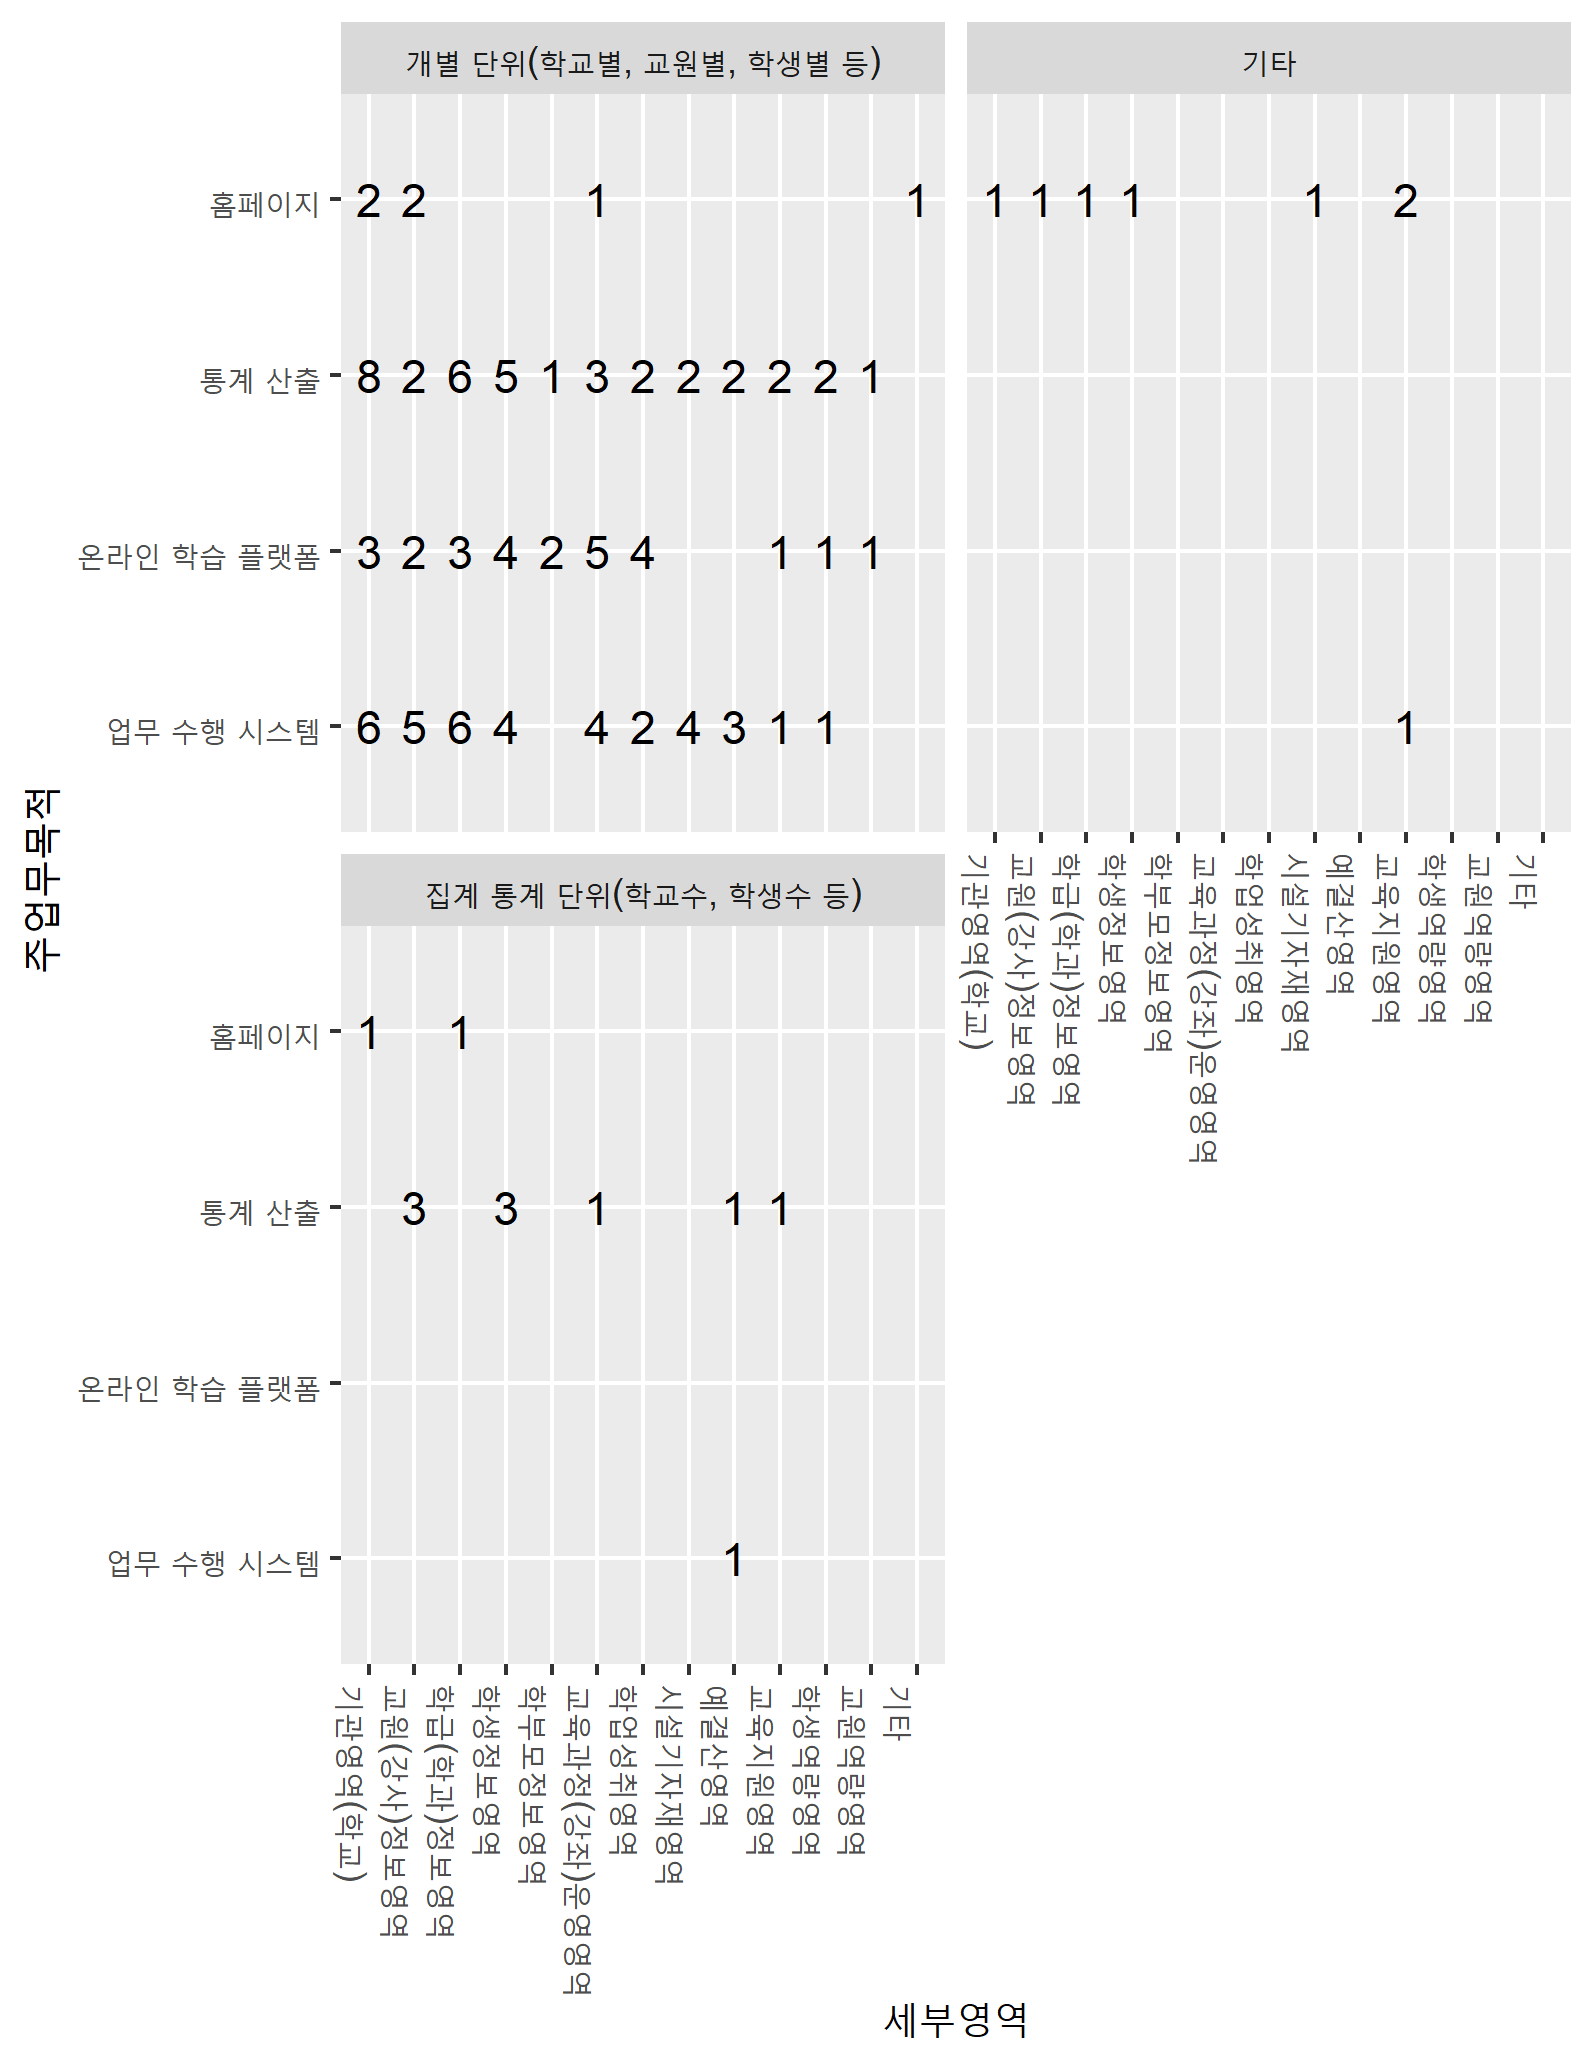 개별 단위(학교별, 교원별, 학생별 등)
기타
홈페이지
2 2 1 1
1 1 1 1 1 2
통계 산출
8 2 6 5 1 3 2 2 2 2 2 1
온라인 학습 플랫폼
3 2 3 4 2 5 4 1 1 1
업무 수행 시스템
6 5 6 4 4 2 4 3 1 1
1
기관영역(학교)
교원(강사)정보영역
학급(학과)정보영역
학생정보영역
학부모정보영역
교육과정(강좌)운영영역
학업성취영역
시설기자재영역
예결산영역
교육지원영역
학생역량영역
교원역량영역
기타
주업무목적
집계 통계 단위(학교수, 학생수 등)
홈페이지
1 1
통계 산출
3 3 1 1 1
온라인 학습 플랫폼
업무 수행 시스템
1
기관영역(학교)
교원(강사)정보영역
학급(학과)정보영역
학생정보영역
학부모정보영역
교육과정(강좌)운영영역
학업성취영역
시설기자재영역
예결산영역
교육지원영역
학생역량영역
교원역량영역
기타
세부영역